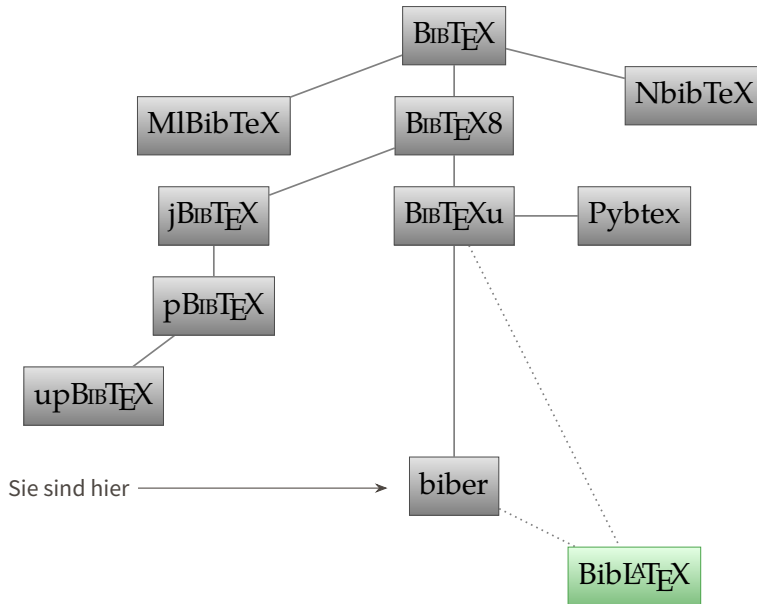 BIBTEX
MlBibTeX
BIBTEX8
NbibTeX
jBIBTEX
BIBTEXu
Pybtex
pBIBTEX
upBIBTEX
Sie sind hier
biber
BibLATEX